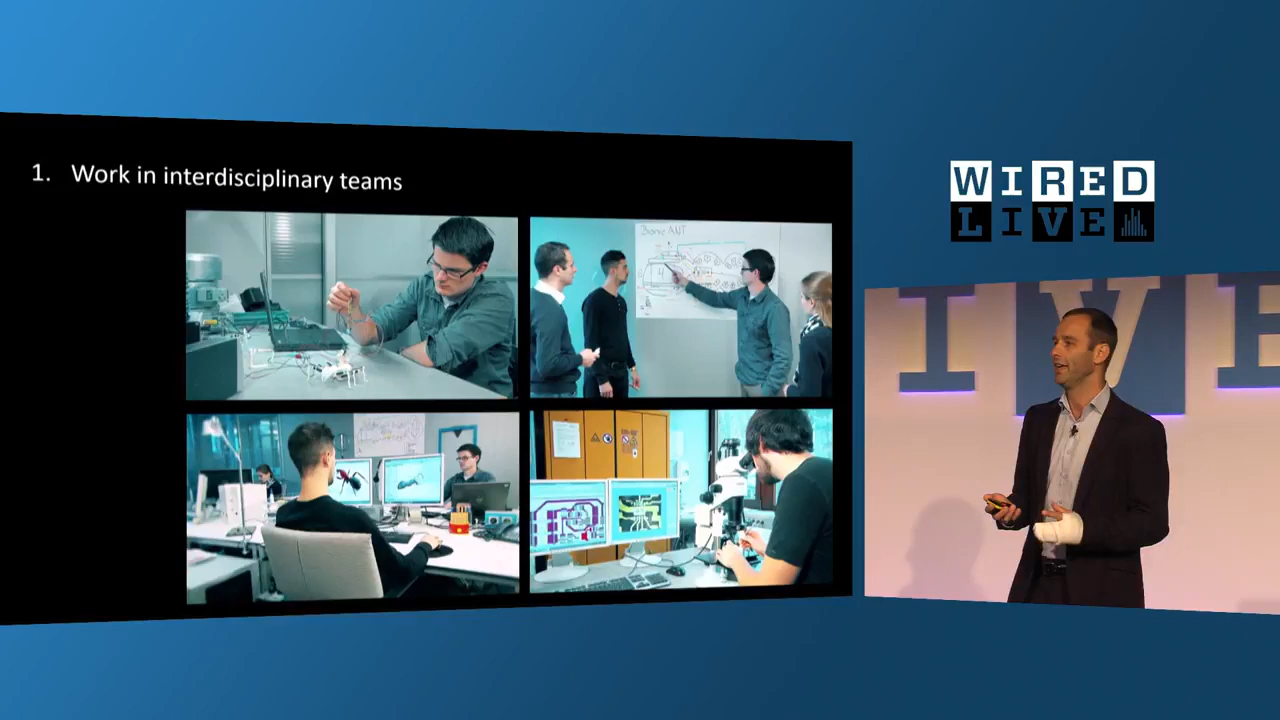 1. Work in interdisciplinary teams
Bionic ANT
WIRED
LIVE
I V E